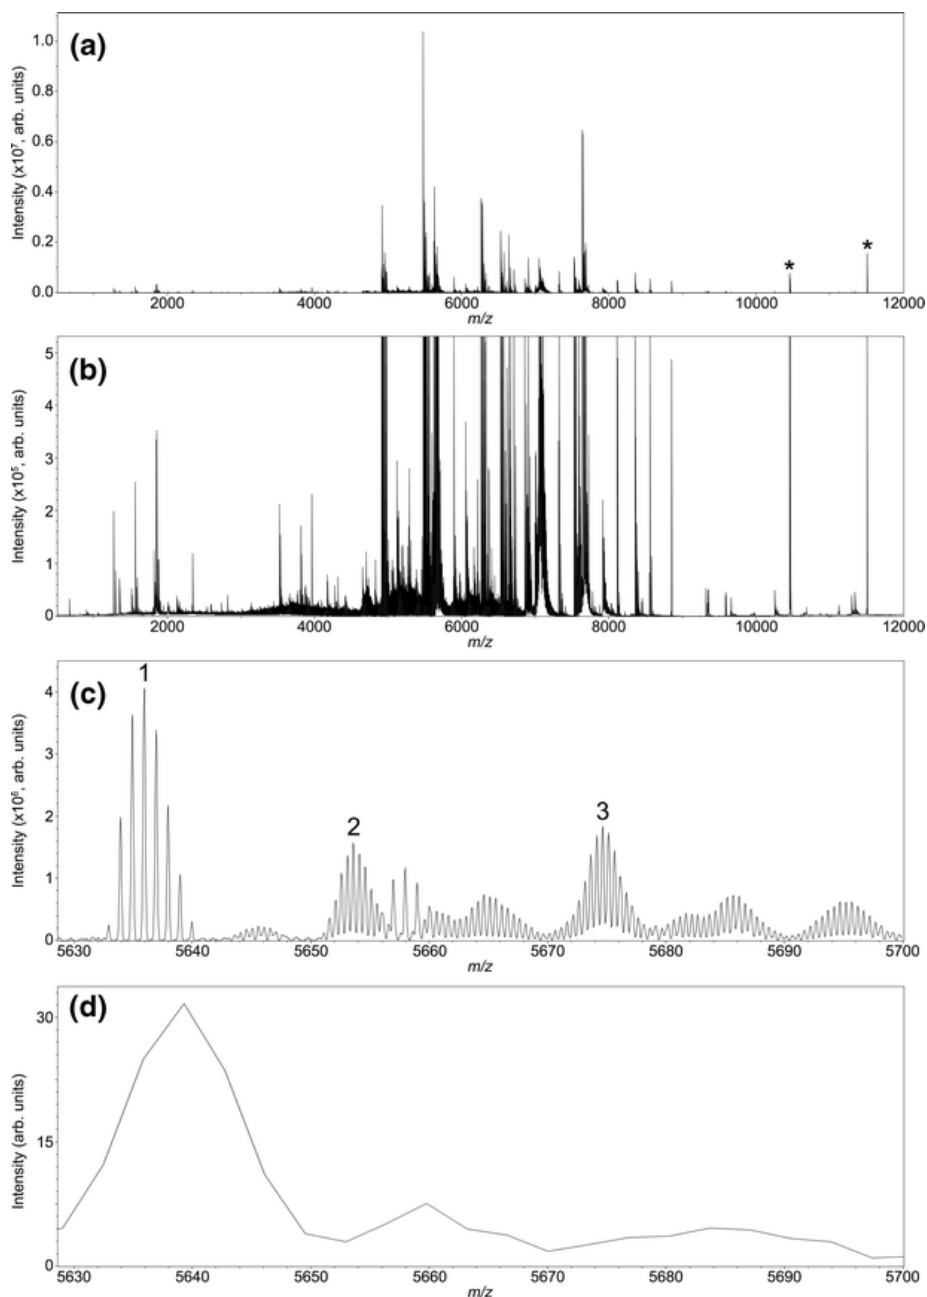 (a)
Intensity (x10⁷, arb. units)
1.0
0.8
0.6
0.4
0.2
0.0
* *
2000 4000 6000 8000 10000 12000
m/z
(b)
Intensity (x10⁵, arb. units)
5
4
3
2
1
0
2000 4000 6000 8000 10000 12000
m/z
(c)
Intensity (x10⁶, arb. units)
4
3
2
1
0
1
2
3
5630 5640 5650 5660 5670 5680 5690 5700
m/z
(d)
Intensity (arb. units)
30
15
0
5630 5640 5650 5660 5670 5680 5690 5700
m/z